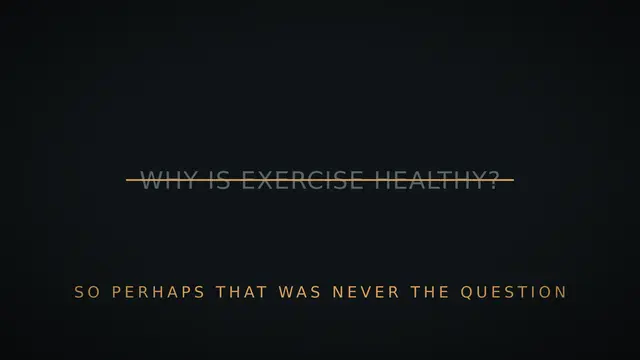 WHY IS EXERCISE HEALTHY?
SO PERHAPS THAT WAS NEVER THE QUESTION